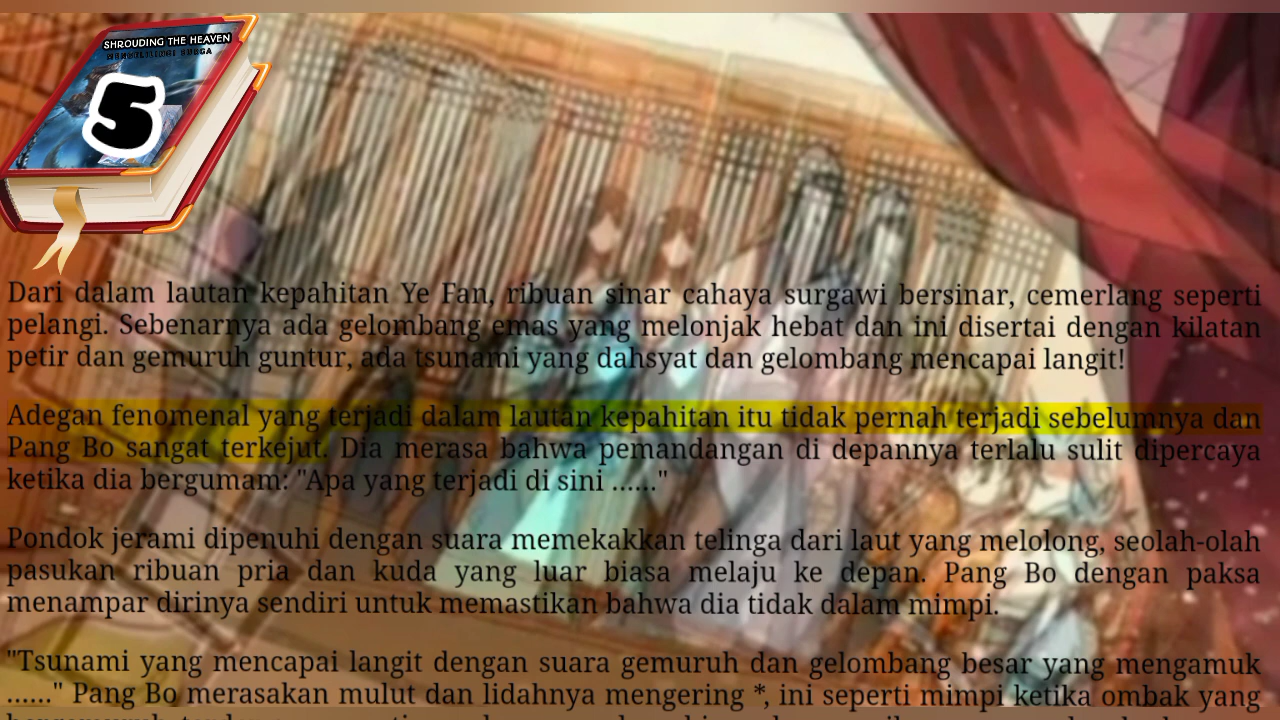 SHROUDING THE HEAVEN
5
Dari dalam lautan kepahitan Ye Fan, ribuan sinar cahaya surgawi bersinar, cemerlang seperti
pelangi. Sebenarnya ada gelombang emas yang melonjak hebat dan ini disertai dengan kilatan
petir dan gemuruh guntur, ada tsunami yang dahsyat dan gelombang mencapai langit!
Adegan fenomenal yang terjadi dalam lautan kepahitan itu tidak pernah terjadi sebelumnya dan
Pang Bo sangat terkejut. Dia merasa bahwa pemandangan di depannya terlalu sulit dipercaya
ketika dia bergumam: "Apa yang terjadi di sini ......"
Pondok jerami dipenuhi dengan suara memekakkan telinga dari laut yang melolong, seolah-olah
pasukan ribuan pria dan kuda yang luar biasa melaju ke depan. Pang Bo dengan paksa
menampar dirinya sendiri untuk memastikan bahwa dia tidak dalam mimpi.
"Tsunami yang mencapai langit dengan suara gemuruh dan gelombang besar yang mengamuk
......" Pang Bo merasakan mulut dan lidahnya mengering *, ini seperti mimpi ketika ombak yang